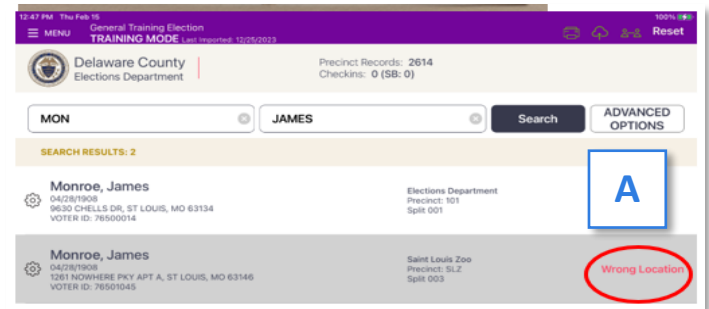 12:47 PM Thu Feb 15
100%
MENU
General Training Election
TRAINING MODE Last Imported: 12/25/2023
Reset
Delaware County
Elections Department
Precinct Records: 2614
Checkins: 0 (SB: 0)
MON
JAMES
Search
ADVANCED
OPTIONS
SEARCH RESULTS: 2
A
Monroe, James
04/28/1908
9630 CHELLS DR, ST LOUIS, MO 63134
VOTER ID: 76500014
Elections Department
Precinct: 101
Split 001
Monroe, James
04/28/1908
1261 NOWHERE PKY APT A, ST LOUIS, MO 63146
VOTER ID: 76501045
Saint Louis Zoo
Precinct: SLZ
Split 003
Wrong Location